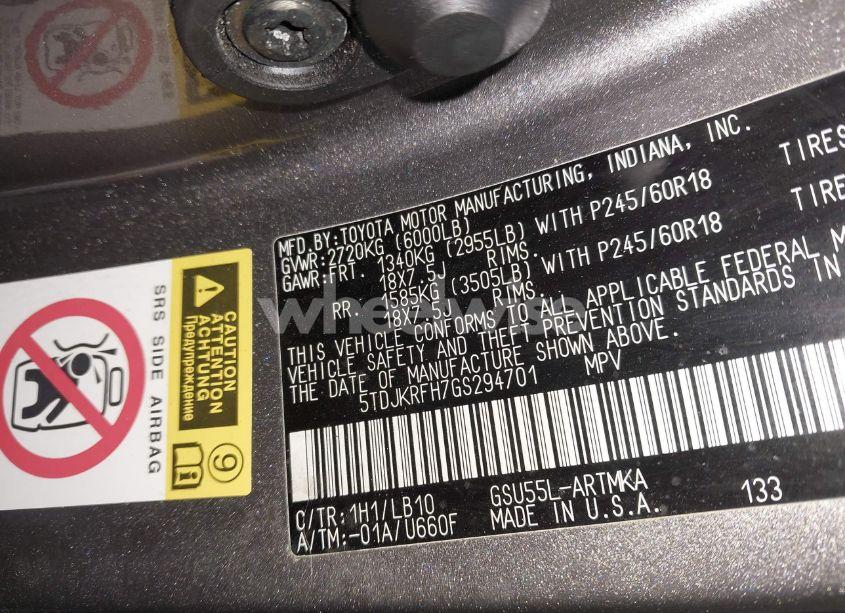 MFD.BY:TOYOTA MOTOR MANUFACTURING, INDIANA, INC.
GVWR:2720KG (6000LB)
GAWR:FRT. 1340KG (2955LB) WITH P245/60R18 TIRES
18X7.5J RIMS.
RR. 1585KG (3505LB) WITH P245/60R18 TIRES
18X7.5J RIMS.
THIS VEHICLE CONFORMS TO ALL APPLICABLE FEDERAL M
VEHICLE SAFETY AND THEFT PREVENTION STANDARDS IN
THE DATE OF MANUFACTURE SHOWN ABOVE.
5TDJKRFH7GS294701 MPV
C/TR:1H1/LB10 GSU55L-ARTMKA
A/TM:-01A/U660F MADE IN U.S.A. 133
wheelwise
SRS SIDE AIRBAG
CAUTION
ATTENTION
ACHTUNG
Предупреждение
9